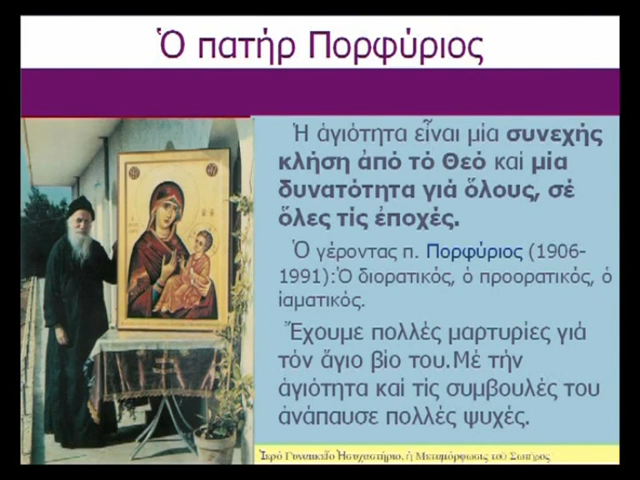 Ὁ πατήρ Πορφύριος
Ἡ ἁγιότητα εἶναι μία συνεχής
κλήση ἀπό τό Θεό καί μία
δυνατότητα γιά ὅλους, σέ
ὅλες τίς ἐποχές.
Ὁ γέροντας π. Πορφύριος (1906-
1991):Ὁ διορατικός, ὁ προορατικός, ὁ
ἰαματικός.
Ἔχουμε πολλές μαρτυρίες γιά
τόν ἅγιο βίο του.Μέ τήν
ἁγιότητα καί τίς συμβουλές του
ἀνάπαυσε πολλές ψυχές.
Ἱερό Γυναικεῖο Ἡσυχαστήριο, ἡ Μεταμόρφωσις τοῦ Σωτῆρος